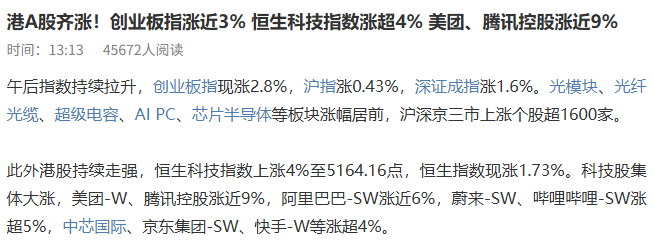 港A股齐涨！创业板指涨近3% 恒生科技指数涨超4% 美团、腾讯控股涨近9%
时间：13:13 45672人阅读
午后指数持续拉升，创业板指现涨2.8%，沪指涨0.43%，深证成指涨1.6%。光模块、光纤
光缆、超级电容、AI PC、芯片半导体等板块涨幅居前，沪深京三市上涨个股超1600家。
此外港股持续走强，恒生科技指数上涨4%至5164.16点，恒生指数现涨1.73%。科技股集
体大涨，美团-W、腾讯控股涨近9%，阿里巴巴-SW涨近6%，蔚来-SW、哔哩哔哩-SW涨
超5%，中芯国际、京东集团-SW、快手-W等涨超4%。